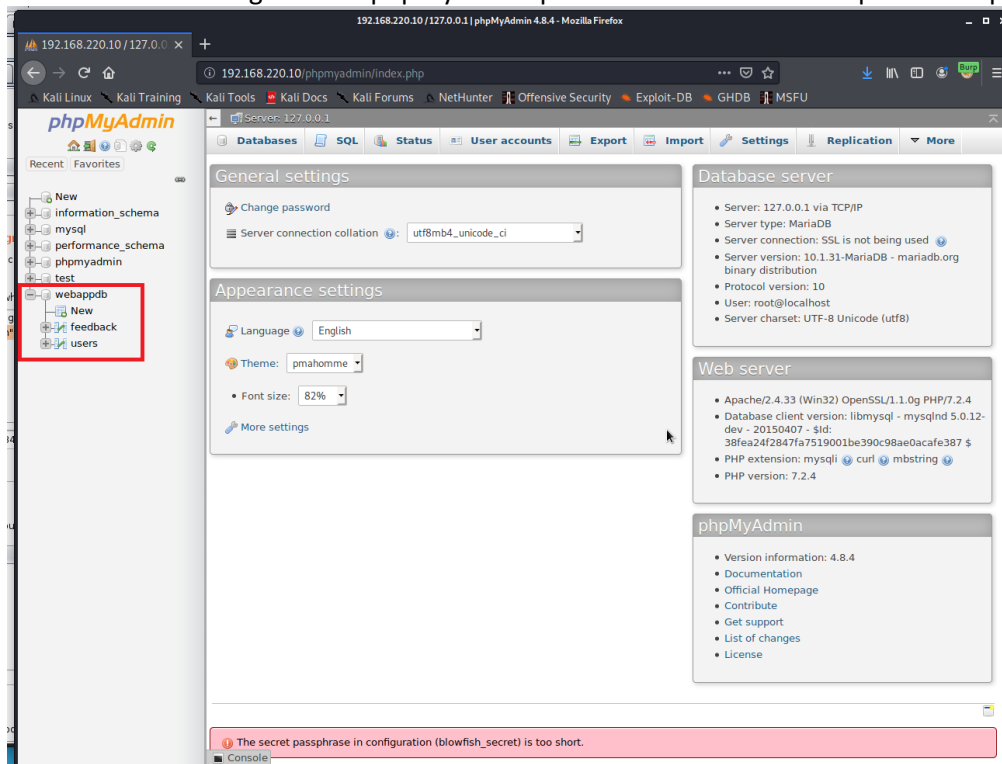 192.168.220.10 / 127.0.0.1 | phpMyAdmin 4.8.4 - Mozilla Firefox
192.168.220.10 / 127.0.0
192.168.220.10/phpmyadmin/index.php
Burp
Kali Linux Kali Training Kali Tools Kali Docs Kali Forums NetHunter Offensive Security Exploit-DB GHDB MSFU
phpMyAdmin
Recent Favorites
New
information_schema
mysql
performance_schema
phpmyadmin
test
webappdb
New
feedback
users
Server: 127.0.0.1
Databases SQL Status User accounts Export Import Settings Replication More
General settings
Change password
Server connection collation : utf8mb4_unicode_ci
Appearance settings
Language English
Theme: pmahomme
• Font size: 82%
More settings
Database server
• Server: 127.0.0.1 via TCP/IP
• Server type: MariaDB
• Server connection: SSL is not being used
• Server version: 10.1.31-MariaDB - mariadb.org
binary distribution
• Protocol version: 10
• User: root@localhost
• Server charset: UTF-8 Unicode (utf8)
Web server
• Apache/2.4.33 (Win32) OpenSSL/1.1.0g PHP/7.2.4
• Database client version: libmysql - mysqlnd 5.0.12-
dev - 20150407 - $Id:
38fea24f2847fa7519001be390c98ae0acafe387 $
• PHP extension: mysqli curl mbstring
• PHP version: 7.2.4
phpMyAdmin
• Version information: 4.8.4
• Documentation
• Official Homepage
• Contribute
• Get support
• List of changes
• License
The secret passphrase in configuration (blowfish_secret) is too short.
Console